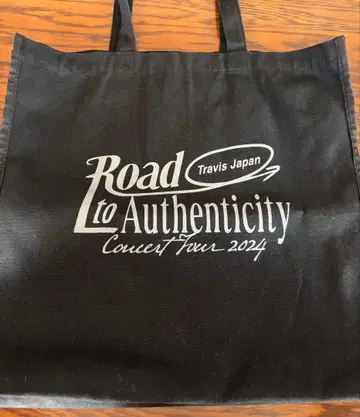 Road
Travis Japan
to Authenticity
Concert Tour 2024